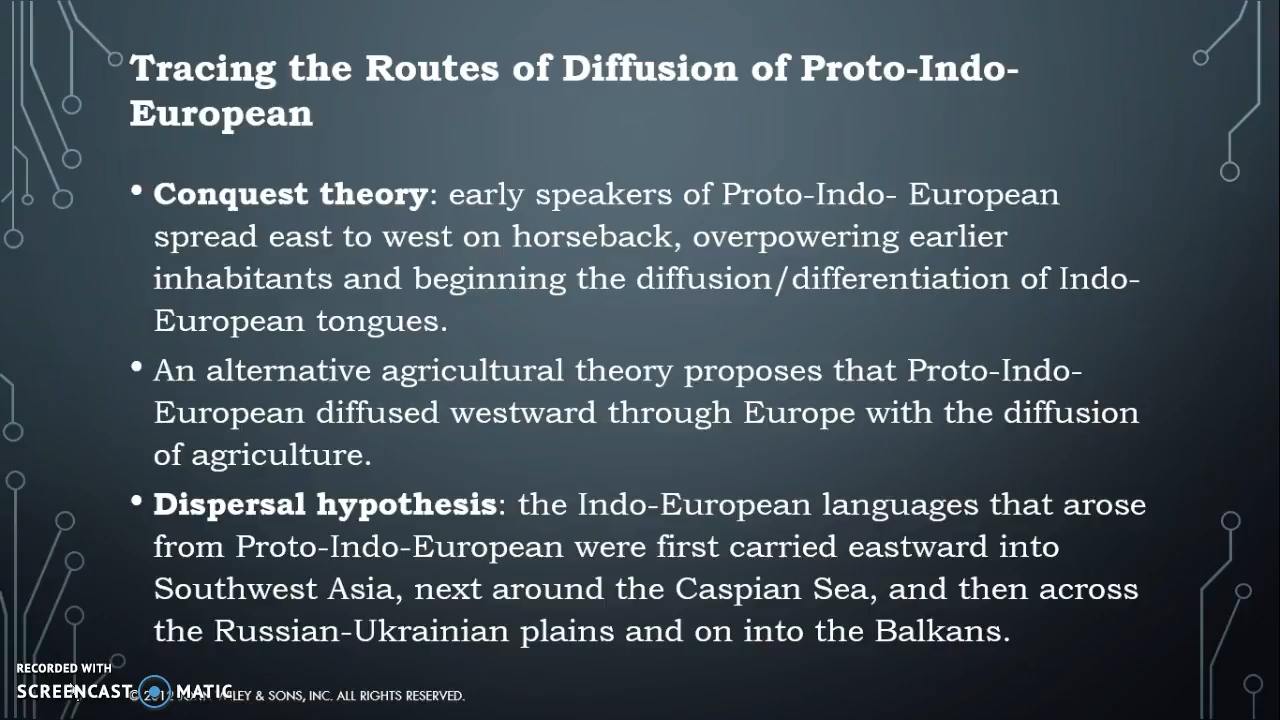 Tracing the Routes of Diffusion of Proto-Indo-
European
• Conquest theory: early speakers of Proto-Indo- European
spread east to west on horseback, overpowering earlier
inhabitants and beginning the diffusion/differentiation of Indo-
European tongues.
• An alternative agricultural theory proposes that Proto-Indo-
European diffused westward through Europe with the diffusion
of agriculture.
• Dispersal hypothesis: the Indo-European languages that arose
from Proto-Indo-European were first carried eastward into
Southwest Asia, next around the Caspian Sea, and then across
the Russian-Ukrainian plains and on into the Balkans.
RECORDED WITH
SCREENCAST MATIC
© & SONS, INC. ALL RIGHTS RESERVED.